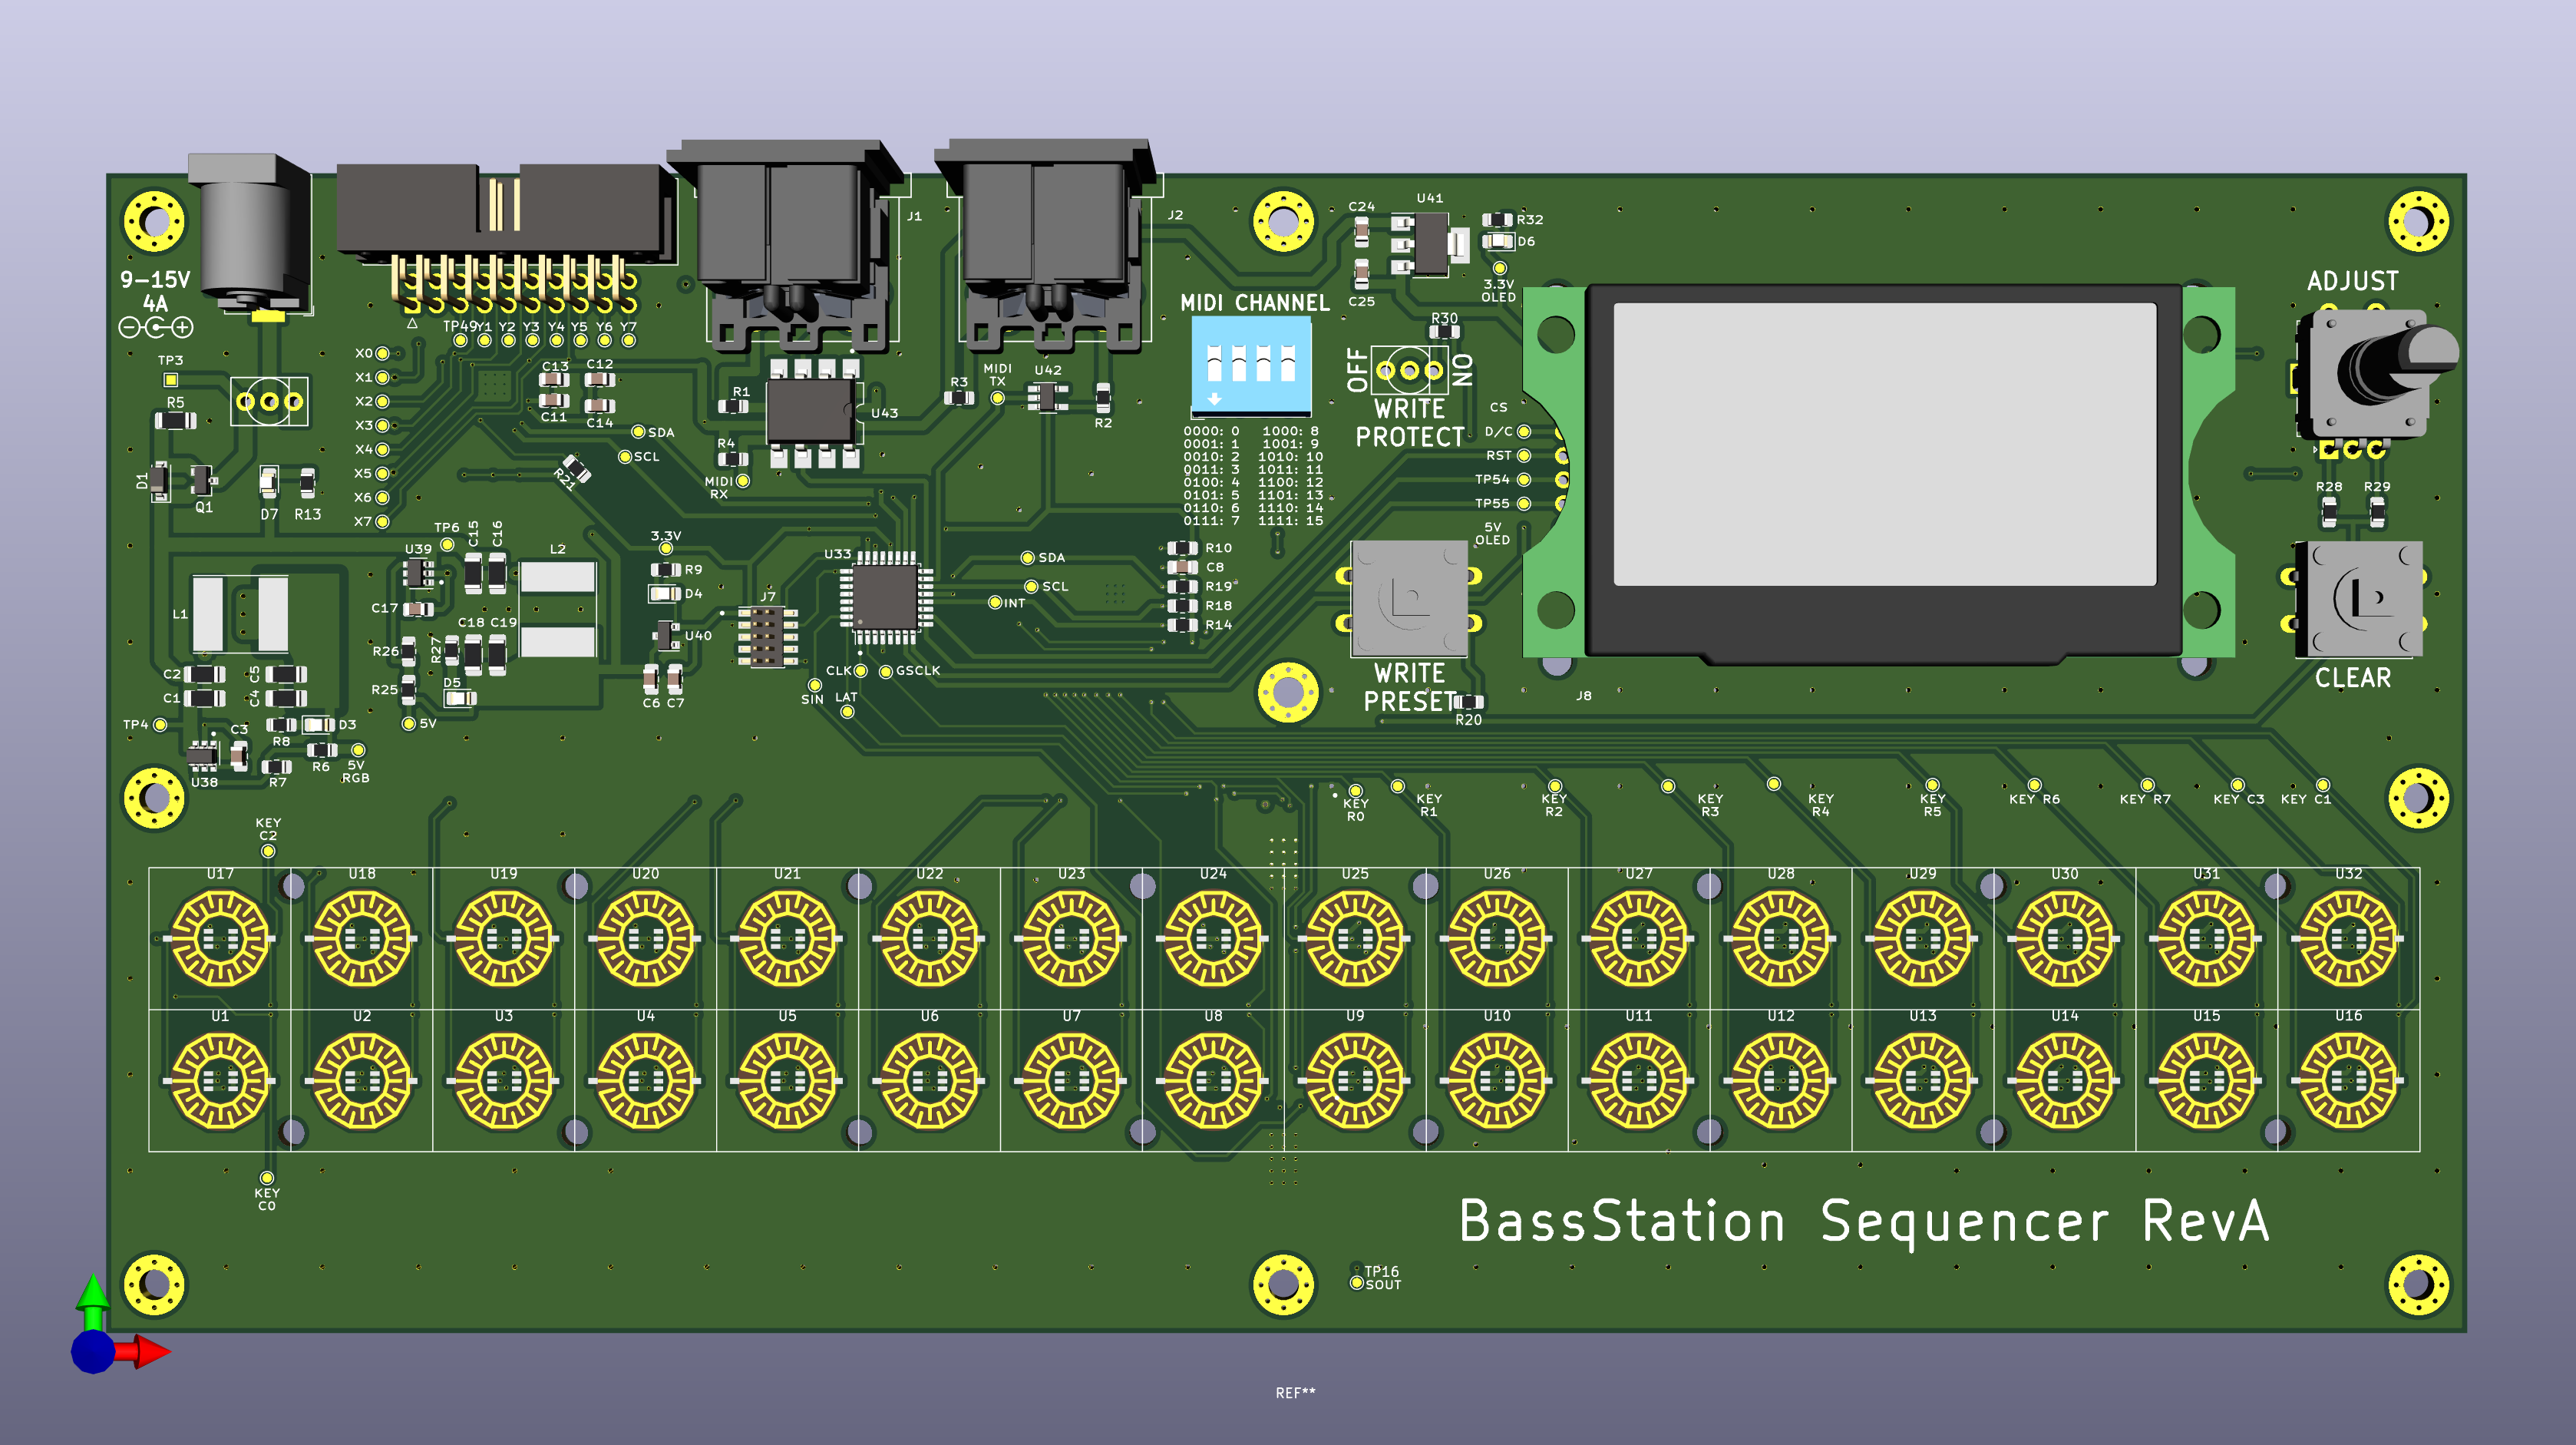 9-15V
4A
TP3
R5
D1
Q1
D7
R13
X0
X1
X2
X3
X4
X5
X6
X7
TP49
Y1
Y2
Y3
Y4
Y5
Y6
Y7
C13
C12
C11
C14
SDA
SCL
R21
J1
J2
R1
U43
R4
MIDI
RX
R3
MIDI
TX
U42
R2
MIDI CHANNEL
0000: 0 1000: 8
0001: 1 1001: 9
0010: 2 1010: 10
0011: 3 1011: 11
0100: 4 1100: 12
0101: 5 1101: 13
0110: 6 1110: 14
0111: 7 1111: 15
C24
U41
R32
D6
C25
3.3V
OLED
R30
OFF
ON
WRITE
PROTECT
CS
D/C
RST
TP54
TP55
5V
OLED
ADJUST
R28
R29
CLEAR
TP6
C15
C16
U39
L2
C17
L1
R26
R27
C18
C19
C2
C5
C1
C4
R25
D5
TP4
R8
D3
5V
C3
U38
R7
R6
5V
RGB
3.3V
R9
D4
U40
C6
C7
J7
U33
SDA
SCL
INT
CLK
GSCLK
SIN
LAT
R10
C8
R19
R18
R14
WRITE
PRESET
R20
J8
KEY
R0
KEY
R1
KEY
R2
KEY
R3
KEY
R4
KEY
R5
KEY R6
KEY R7
KEY C3
KEY C1
KEY
C2
U17
U18
U19
U20
U21
U22
U23
U24
U25
U26
U27
U28
U29
U30
U31
U32
U1
U2
U3
U4
U5
U6
U7
U8
U9
U10
U11
U12
U13
U14
U15
U16
KEY
C0
BassStation Sequencer RevA
TP16
SOUT
REF**